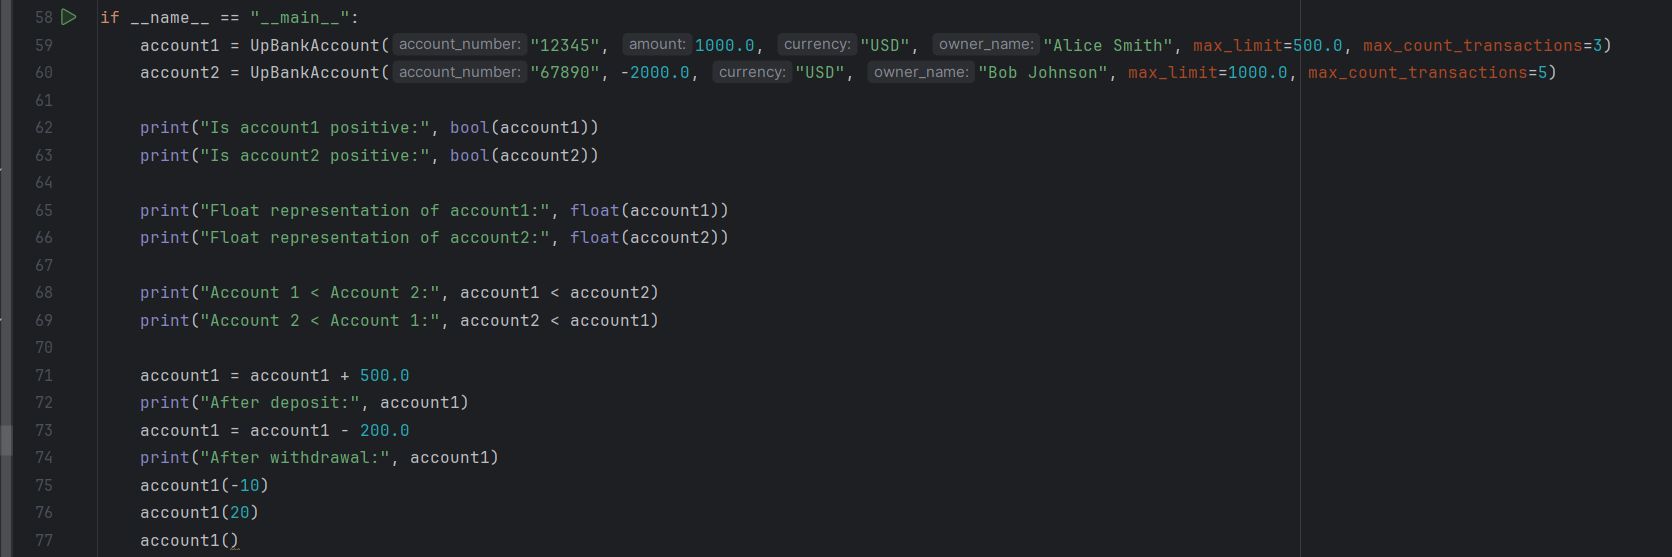 58 if __name__ == "__main__":
59 account1 = UpBankAccount( account_number: "12345", amount: 1000.0, currency: "USD", owner_name: "Alice Smith", max_limit=500.0, max_count_transactions=3)
60 account2 = UpBankAccount( account_number: "67890", -2000.0, currency: "USD", owner_name: "Bob Johnson", max_limit=1000.0, max_count_transactions=5)
61
62 print("Is account1 positive:", bool(account1))
63 print("Is account2 positive:", bool(account2))
64
65 print("Float representation of account1:", float(account1))
66 print("Float representation of account2:", float(account2))
67
68 print("Account 1 < Account 2:", account1 < account2)
69 print("Account 2 < Account 1:", account2 < account1)
70
71 account1 = account1 + 500.0
72 print("After deposit:", account1)
73 account1 = account1 - 200.0
74 print("After withdrawal:", account1)
75 account1(-10)
76 account1(20)
77 account1()